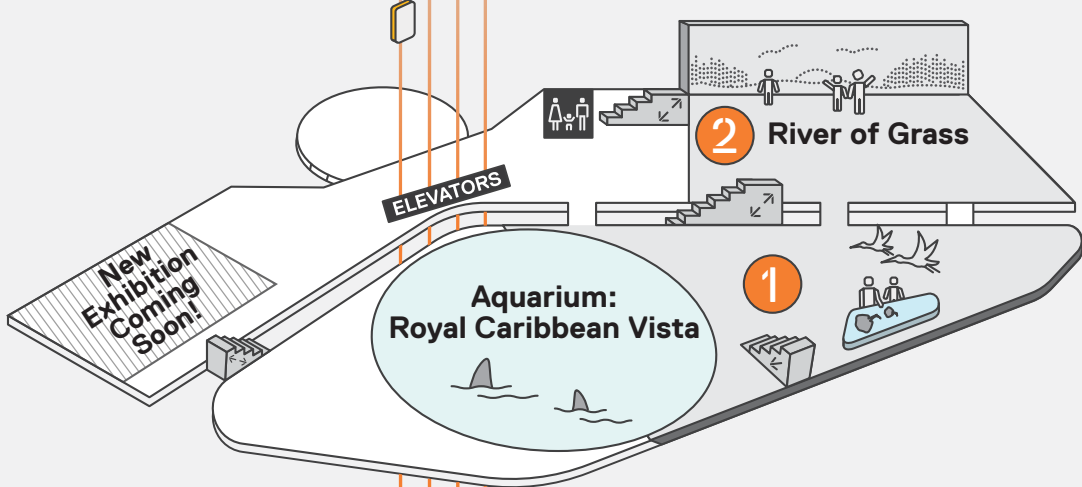 2 River of Grass
ELEVATORS
New
Exhibition
Coming
Soon!
Aquarium:
Royal Caribbean Vista
1